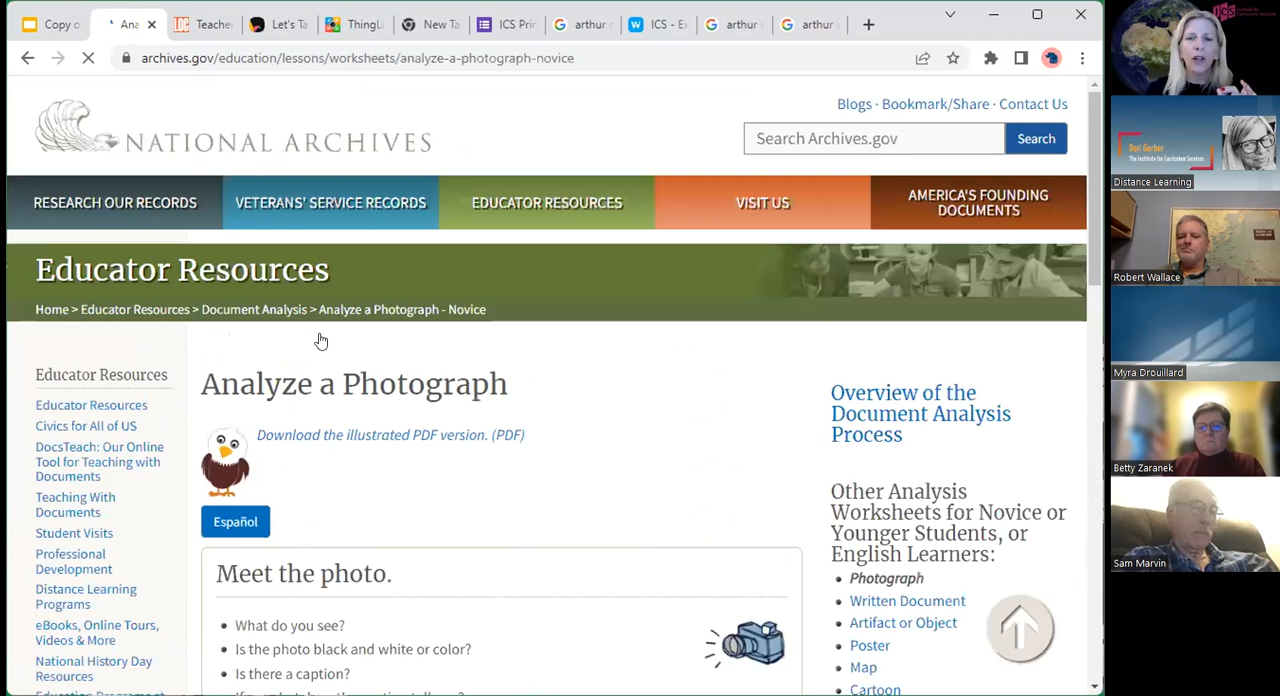 Copy o
Ana
Teache
Let's Ta
ThingLi
New Ta
ICS Prin
arthur s
ICS - E
arthur s
arthur s
archives.gov/education/lessons/worksheets/analyze-a-photograph-novice
Blogs · Bookmark/Share · Contact Us
NATIONAL ARCHIVES
Search Archives.gov
Search
RESEARCH OUR RECORDS
VETERANS' SERVICE RECORDS
EDUCATOR RESOURCES
VISIT US
AMERICA'S FOUNDING
DOCUMENTS
Educator Resources
Home > Educator Resources > Document Analysis > Analyze a Photograph - Novice
Educator Resources
Educator Resources
Civics for All of US
DocsTeach: Our Online
Tool for Teaching with
Documents
Teaching With
Documents
Student Visits
Professional
Development
Distance Learning
Programs
eBooks, Online Tours,
Videos & More
National History Day
Resources
Analyze a Photograph
Download the illustrated PDF version. (PDF)
Español
Meet the photo.
What do you see?
Is the photo black and white or color?
Is there a caption?
Overview of the
Document Analysis
Process
Other Analysis
Worksheets for Novice or
Younger Students, or
English Learners:
Photograph
Written Document
Artifact or Object
Poster
Map
Cartoon
ICS
Dori Gerber
The Institute for Curriculum Services
Distance Learning
Robert Wallace
Myra Drouillard
Betty Zaranek
Sam Marvin